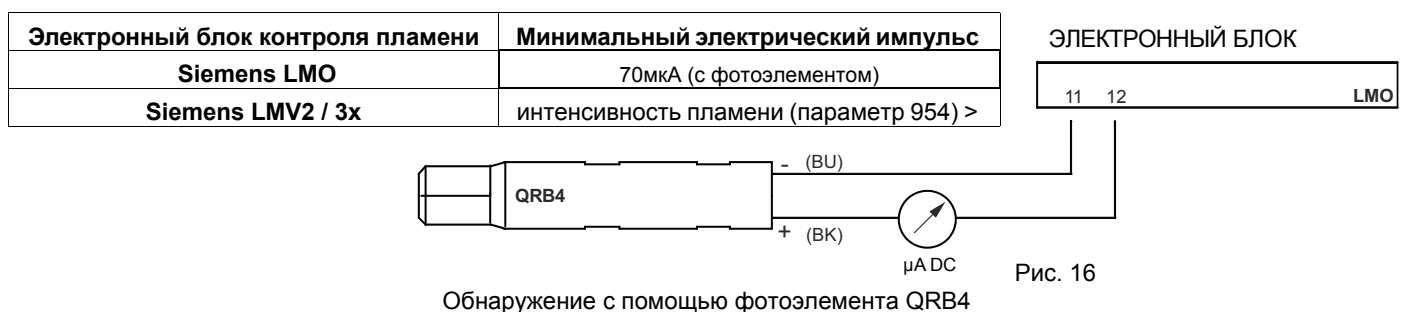 Электронный блок контроля пламени Минимальный электрический импульс
ЭЛЕКТРОННЫЙ БЛОК
Siemens LMO 70мкА (с фотоэлементом)
11 12 LMO
Siemens LMV2 / 3x интенсивность пламени (параметр 954) >
- (BU)
QRB4
+ (BK)
µA DC
Рис. 16
Обнаружение с помощью фотоэлемента QRB4